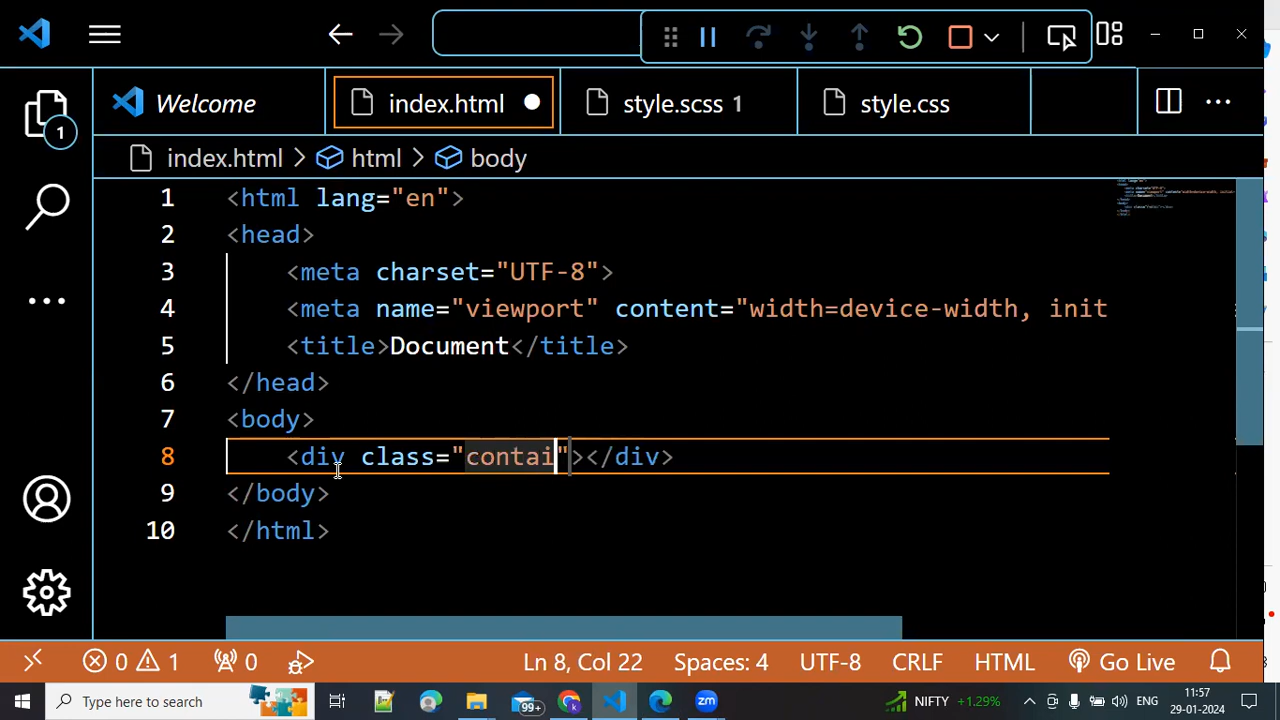 Welcome
index.html
style.scss 1
style.css
1
index.html > html > body
1 <html lang="en">
2 <head>
3 <meta charset="UTF-8">
4 <meta name="viewport" content="width=device-width, init
5 <title>Document</title>
6 </head>
7 <body>
8 <div class="contai"></div>
9 </body>
10 </html>
0 1 0 Ln 8, Col 22 Spaces: 4 UTF-8 CRLF HTML Go Live
Type here to search 99+ NIFTY +1.29% ENG 11:57
29-01-2024